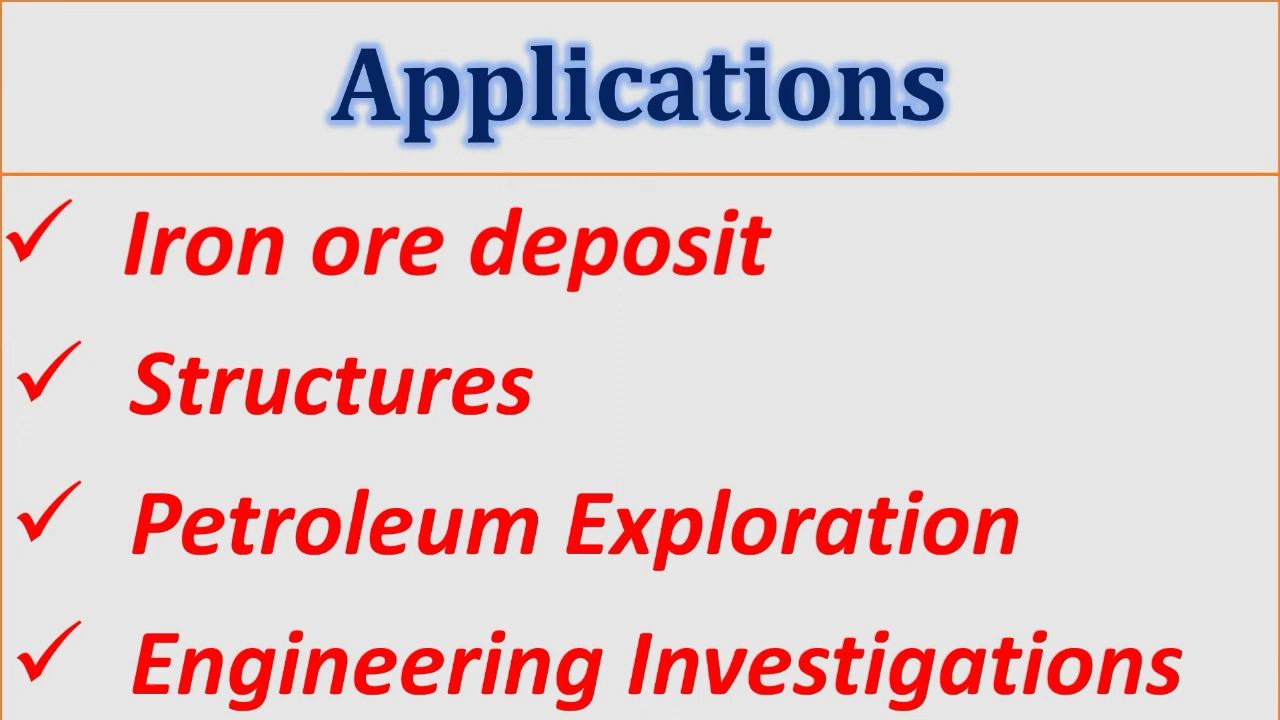 Applications
✓ Iron ore deposit
✓ Structures
✓ Petroleum Exploration
✓ Engineering Investigations